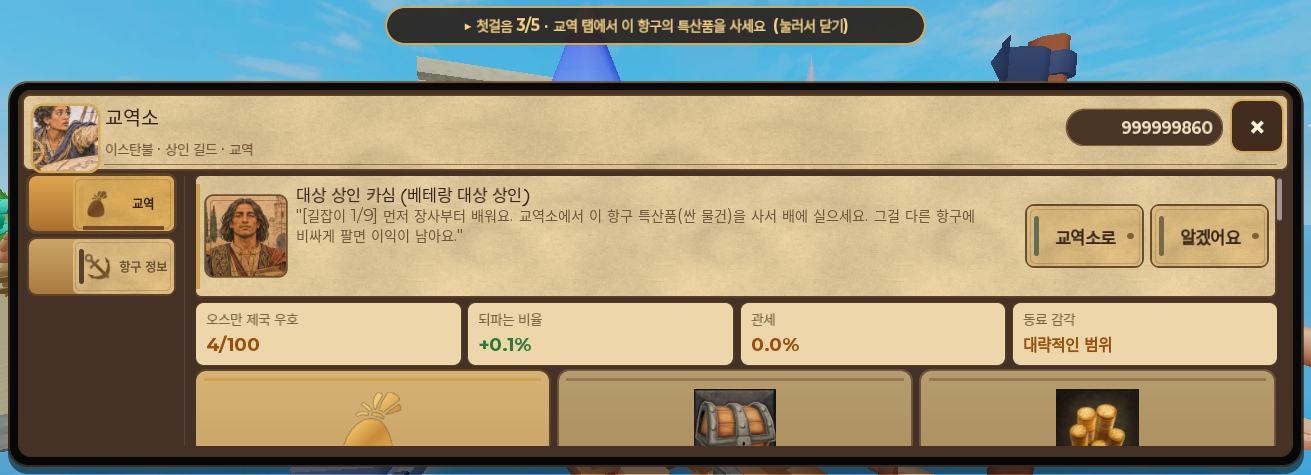 ▸ 첫걸음 3/5 · 교역 탭에서 이 항구의 특산품을 사세요 (눌러서 닫기)
교역소
이스탄불 · 상인 길드 · 교역
999999860
×
교역
항구 정보
대상 상인 카심 (베테랑 대상 상인)
"[길잡이 1/9] 먼저 장사부터 배워요. 교역소에서 이 항구 특산품(싼 물건)을 사서 배에 실으세요. 그걸 다른 항구에
비싸게 팔면 이익이 남아요."
교역소로
알겠어요
오스만 제국 우호
4/100
되파는 비율
+0.1%
관세
0.0%
동료 감각
대략적인 범위